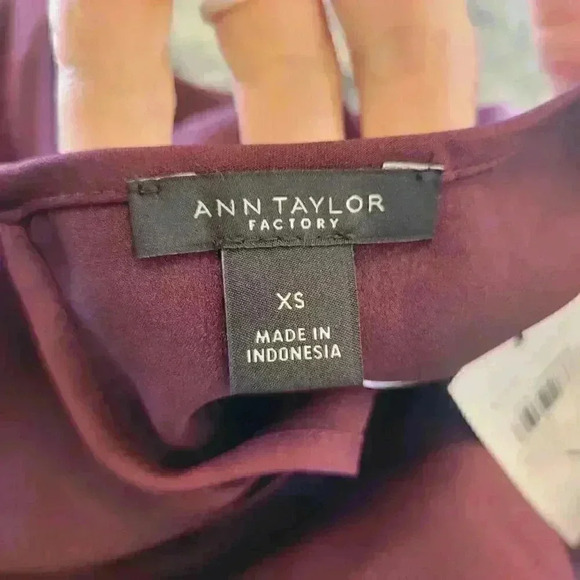 ANN TAYLOR
FACTORY
XS
MADE IN
INDONESIA